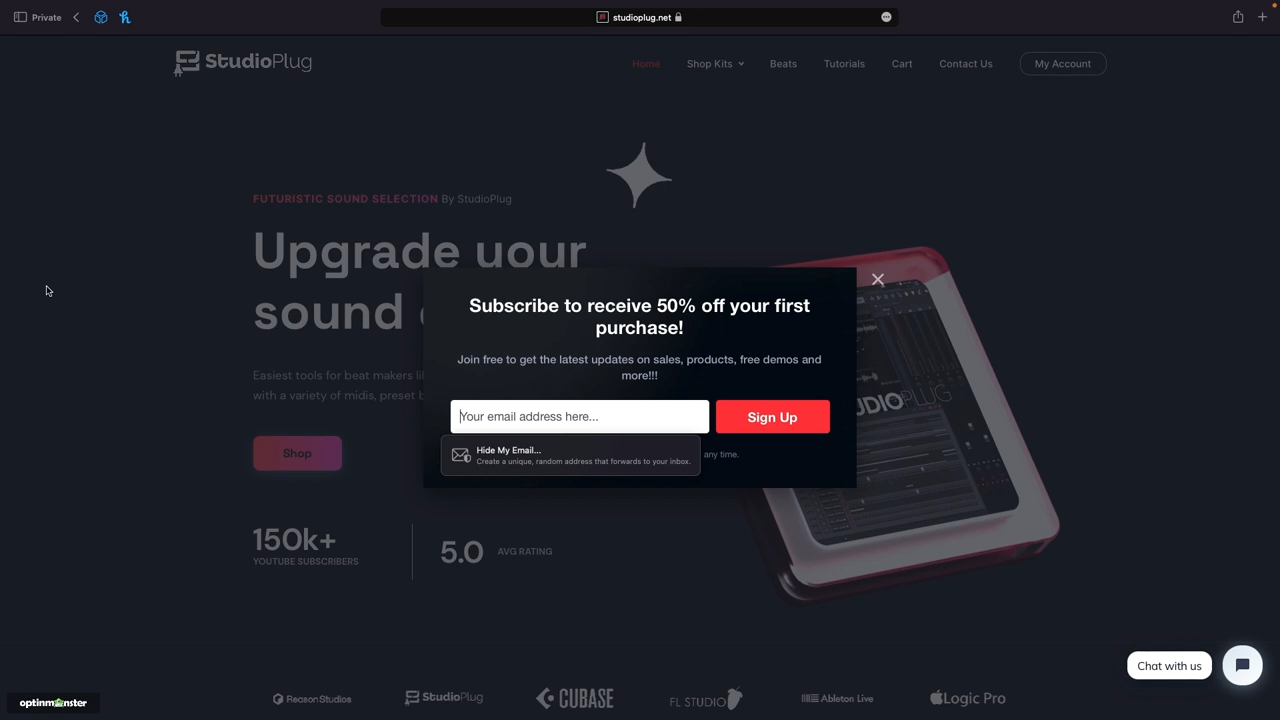 Private
studioplug.net
StudioPlug
Home
Shop Kits
Beats
Tutorials
Cart
Contact Us
My Account
FUTURISTIC SOUND SELECTION By StudioPlug
Upgrade your
sound
Easiest tools for beat makers
with a variety of midis, preset
Shop
150k+
YOUTUBE SUBSCRIBERS
5.0
AVG RATING
Subscribe to receive 50% off your first
purchase!
Join free to get the latest updates on sales, products, free demos and
more!!!
Your email address here...
Sign Up
Hide My Email...
Create a unique, random address that forwards to your inbox.
any time.
Chat with us
optinmonster
ReasonStudios
StudioPlug
CUBASE
FL STUDIO
Ableton Live
Logic Pro